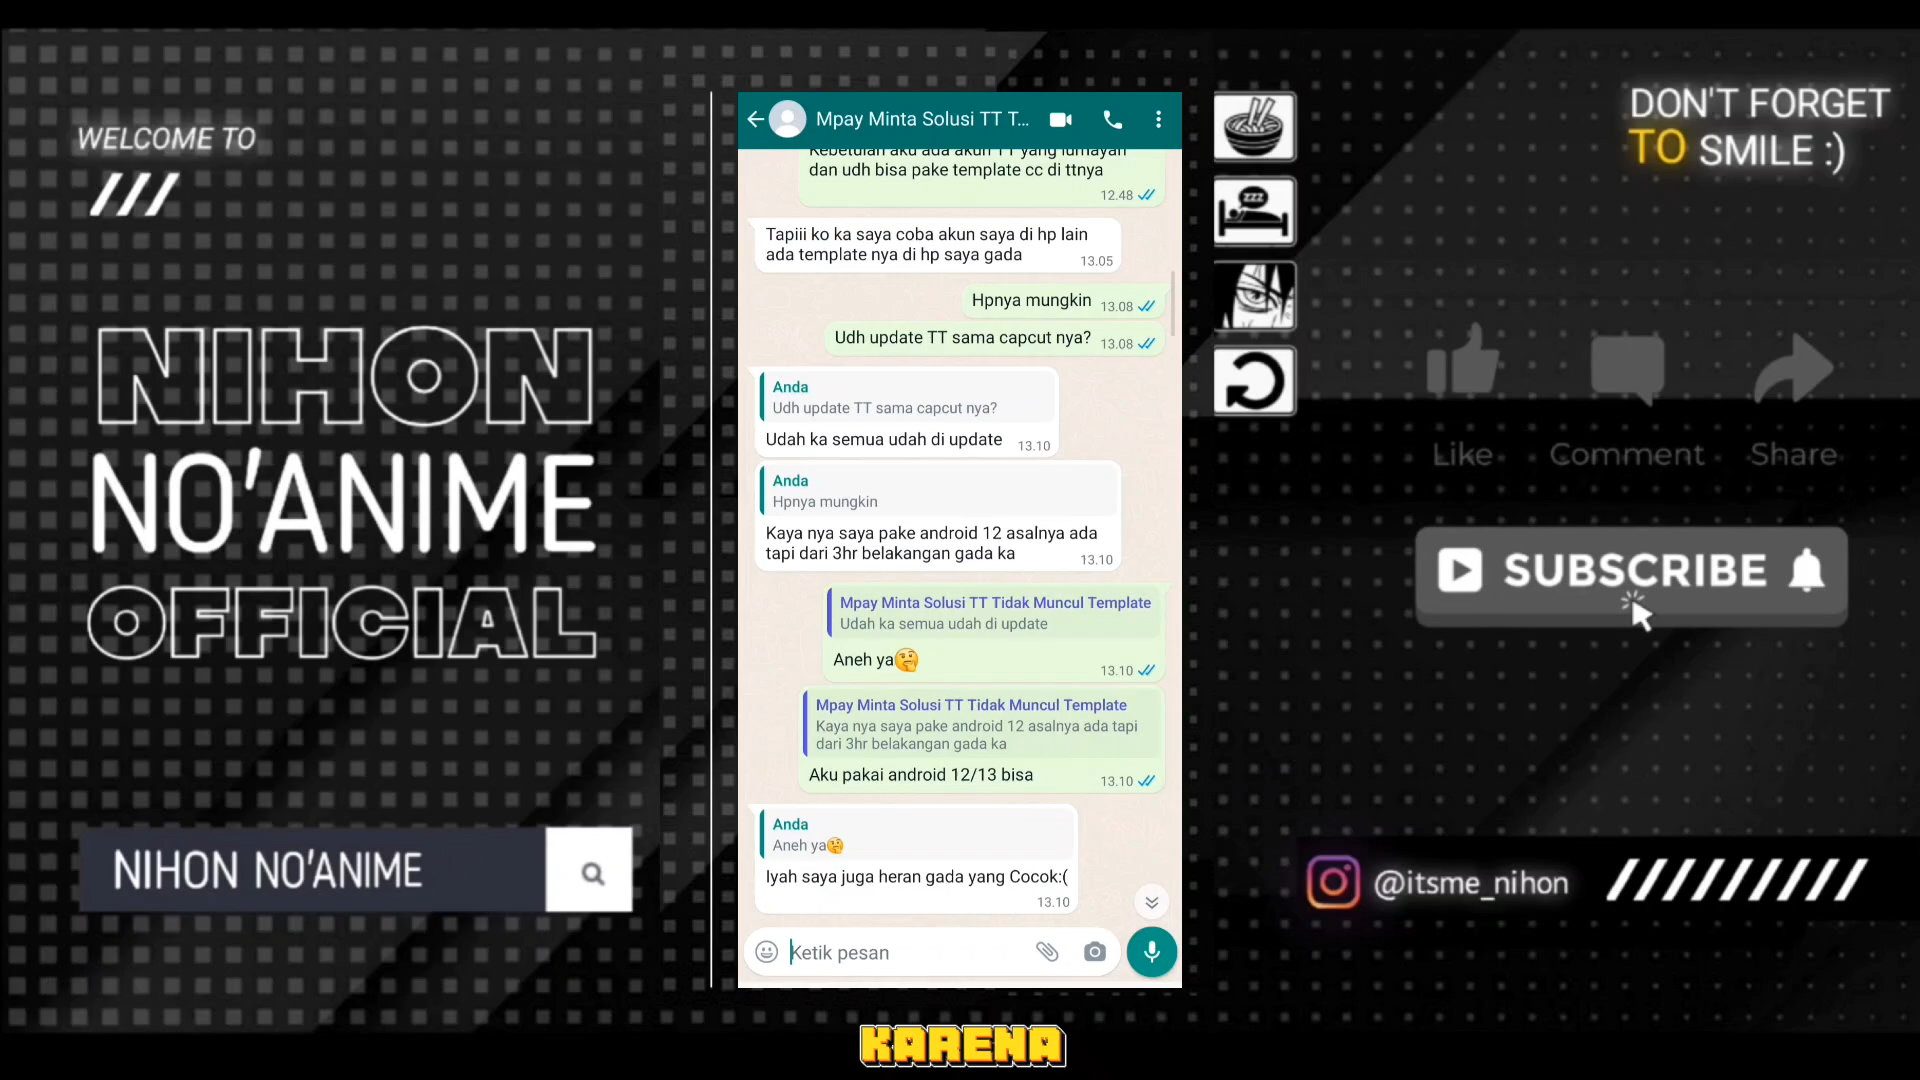 WELCOME TO
NIHON
NO'ANIME
OFFICIAL
NIHON NO'ANIME
Mpay Minta Solusi TT T...
Kebetulan aku ada akun TT yang lumayan
dan udh bisa pake template cc di ttnya
12.48
Tapiii ko ka saya coba akun saya di hp lain
ada template nya di hp saya gada
13.05
Hpnya mungkin 13.08
Udh update TT sama capcut nya? 13.08
Anda
Udh update TT sama capcut nya?
Udah ka semua udah di update 13.10
Anda
Hpnya mungkin
Kaya nya saya pake android 12 asalnya ada
tapi dari 3hr belakangan gada ka 13.10
Mpay Minta Solusi TT Tidak Muncul Template
Udah ka semua udah di update
Aneh ya🤔 13.10
Mpay Minta Solusi TT Tidak Muncul Template
Kaya nya saya pake android 12 asalnya ada tapi
dari 3hr belakangan gada ka
Aku pakai android 12/13 bisa 13.10
Anda
Aneh ya🤔
Iyah saya juga heran gada yang Cocok:(
13.10
Ketik pesan
KARENA
ZZZ
DON'T FORGET
TO SMILE :)
Like Comment Share
SUBSCRIBE
@itsme_nihon